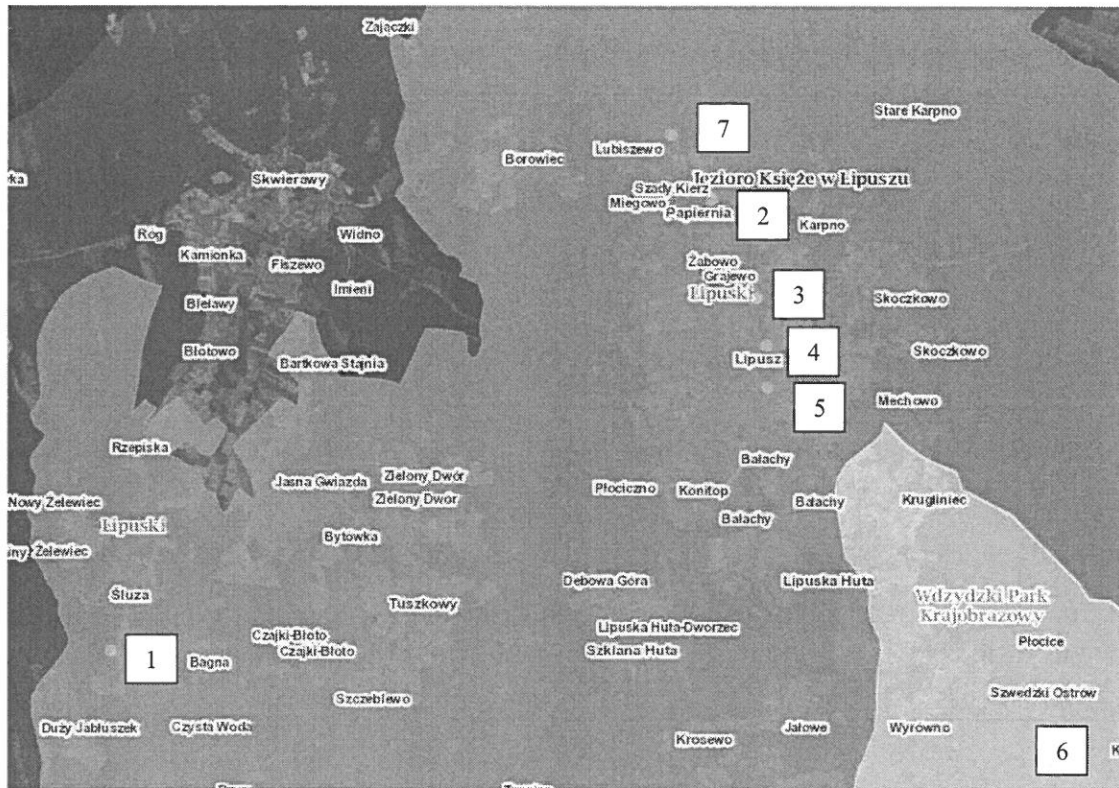 Zajączki
7
Stare Karpno
Lubiszewo
Borowiec
Skwierawy
Jezioro Księże w Lipuszu
Szady Kierz
Miegowo
Papiernia
2
Karpno
Róg
Widno
Kamionka
Fiszewo
Żabowo
Grajewo
Lipuski
Imieni
3
Skoczkowo
Bielawy
Błotowo
Bartkowa Stajnia
Lipusz
4
Skoczkowo
5
Mechowo
Rzepiska
Bałachy
Jasna Gwiazda
Zielony Dwór
Zielony Dwór
Płociczno
Konitop
Bałachy
Krugliniec
Nowy Żelewiec
Lipuski
Bałachy
Bytowka
Żelewiec
Śluza
Dębowa Góra
Lipuska Huta
Tuszkowy
Wdzydzki Park
Krajobrazowy
Czajki-Błoto
Czajki-Błoto
Lipuska Huta-Dworzec
Szklana Huta
Płocice
1
Bagna
Szczeblewo
Szwedzki Ostrów
Duży Jabłuszek
Czysta Woda
Krosewo
Jałowe
Wyrówno
6